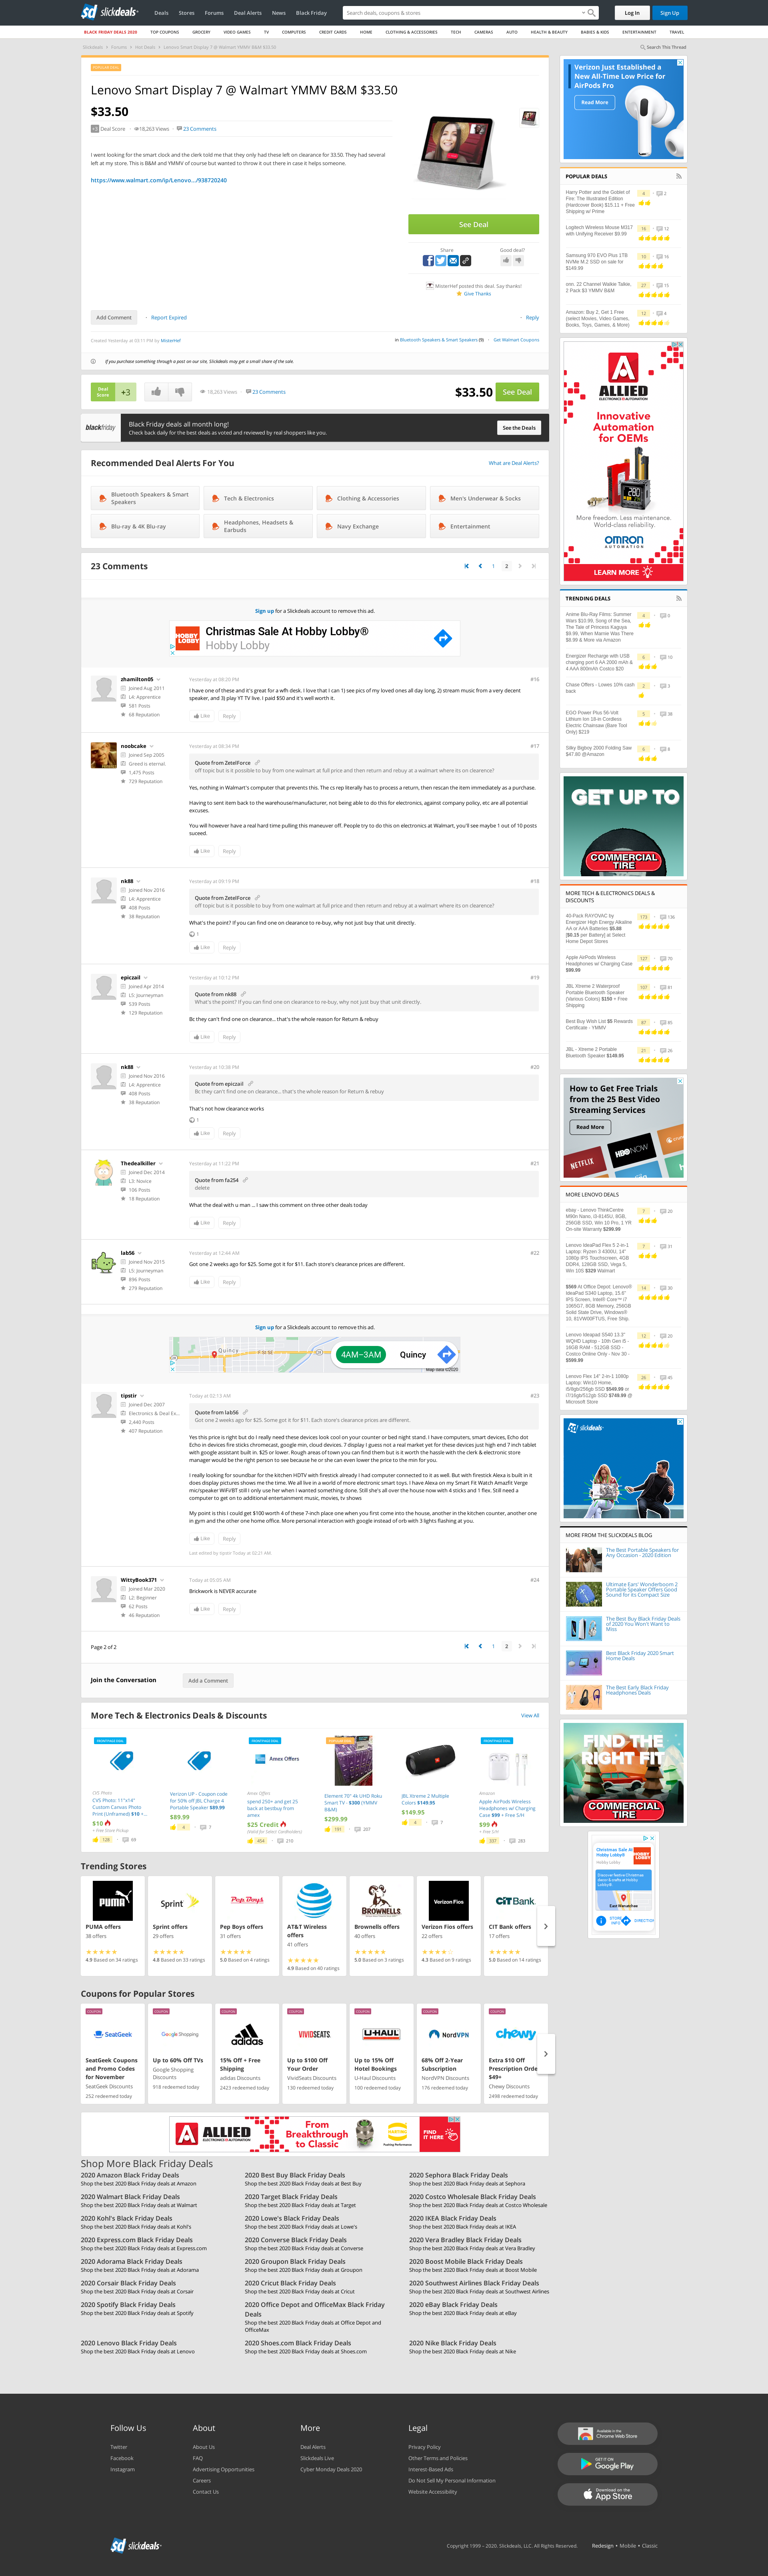 slickdeals
Deals Stores Forums Deal Alerts News Black Friday
Search deals, coupons & stores
Log In Sign Up
BLACK FRIDAY DEALS 2020 TOP COUPONS GROCERY VIDEO GAMES TV COMPUTERS CREDIT CARDS HOME CLOTHING & ACCESSORIES TECH CAMERAS AUTO HEALTH & BEAUTY BABIES & KIDS ENTERTAINMENT TRAVEL
Slickdeals Forums Hot Deals Lenovo Smart Display 7 @ Walmart YMMV B&M $33.50
Search This Thread
Lenovo Smart Display 7 @ Walmart YMMV B&M $33.50
$33.50
+3 Deal Score 18,263 Views 23 Comments
I went looking for the smart clock and the clerk told me that they only had these left on clearance for 33.50. They had several
left at my store. This is B&M and YMMV of course but wanted to throw it out there in case it helps someone.
https://www.walmart.com/ip/Lenovo.../938720240
See Deal
Share
Good deal?
MisterHef posted this deal. Say thanks!
Give Thanks
Add Comment Report Expired Reply
Created Yesterday at 03:11 PM by MisterHef
in Bluetooth Speakers & Smart Speakers (9) Get Walmart Coupons
If you purchase something through a post on our site, Slickdeals may get a small share of the sale.
Deal Score +3
18,263 Views 23 Comments
$33.50 See Deal
blackfriday
Black Friday deals all month long!
Check back daily for the best deals as voted and reviewed by real shoppers like you.
See the Deals
Recommended Deal Alerts For You
What are Deal Alerts?
Bluetooth Speakers & Smart Speakers
Tech & Electronics
Clothing & Accessories
Men's Underwear & Socks
Blu-ray & 4K Blu-ray
Headphones, Headsets & Earbuds
Navy Exchange
Entertainment
23 Comments
1 2
Sign up for a Slickdeals account to remove this ad.
HOBBY LOBBY
Christmas Sale At Hobby Lobby®
Hobby Lobby
zhamilton05
Joined Aug 2011
L4: Apprentice
581 Posts
68 Reputation
Yesterday at 08:20 PM
#16
I have one of these and it's great for a wifh desk. I love that I can 1) see pics of my loved ones all day long, 2) stream music from a very decent
speaker, and 3) play YT TV live. I paid $50 and it's well worth it.
Like Reply
noobcake
Joined Sep 2005
Greed is eternal.
1,475 Posts
729 Reputation
Yesterday at 08:34 PM
#17
Quote from ZetelForce
off topic but is it possible to buy from one walmart at full price and then return and rebuy at a walmart where its on clearence?
Yes, nothing in Walmart's computer that prevents this. The cs rep literally has to process a return, then rescan the item immediately as a purchase.
Having to sent item back to the warehouse/manufacturer, not being able to do this for electronics, against company policy, etc are all potential
excuses.
You will however have a real hard time pulling this maneuver off. People try to do this on electronics at Walmart, you'll see maybe 1 out of 10 posts
suceed.
Like Reply
nk88
Joined Nov 2016
L4: Apprentice
408 Posts
38 Reputation
Yesterday at 09:19 PM
#18
Quote from ZetelForce
off topic but is it possible to buy from one walmart at full price and then return and rebuy at a walmart where its on clearence?
What's the point? If you can find one on clearance to re-buy, why not just buy that unit directly.
1
Like Reply
epiczail
Joined Apr 2014
L5: Journeyman
539 Posts
129 Reputation
Yesterday at 10:12 PM
#19
Quote from nk88
What's the point? If you can find one on clearance to re-buy, why not just buy that unit directly.
Bc they can't find one on clearance... that's the whole reason for Return & rebuy
Like Reply
nk88
Joined Nov 2016
L4: Apprentice
408 Posts
38 Reputation
Yesterday at 10:38 PM
#20
Quote from epiczail
Bc they can't find one on clearance... that's the whole reason for Return & rebuy
That's not how clearance works
1
Like Reply
Thedealkiller
Joined Dec 2014
L3: Novice
106 Posts
18 Reputation
Yesterday at 11:22 PM
#21
Quote from fa254
delete
What the deal with u man ... I saw this comment on three other deals today
Like Reply
lab56
Joined Nov 2015
L5: Journeyman
896 Posts
279 Reputation
Yesterday at 12:44 AM
#22
Got one 2 weeks ago for $25. Some got it for $11. Each store's clearance prices are different.
Like Reply
Sign up for a Slickdeals account to remove this ad.
Quincy
4AM–3AM Quincy
Map data ©2020
tipstir
Joined Dec 2007
Electronics & Deal Ex...
2,440 Posts
407 Reputation
Today at 02:15 AM
#23
Quote from lab56
Got one 2 weeks ago for $25. Some got it for $11. Each store's clearance prices are different.
Yes this price is right but do I really need these devices look cool on your counter or bed night stand. I have computers, smart devices, Echo dot
Echo in devices fire sticks chromecast, google mini, cloud devices. 7 display I guess not a real market yet for these devices just high end 7 inch tablet
with google assistant built in. $25 or lower. Rough areas of town you can find them but is it worth the hassle with the clerk & electronic store
manager would be the right person to see because he or she can even page them to the item for you.
I really looking for soundbar for the kitchen HDTV with firestick already I had computer connected to it as well. But with firestick Alexa is built in it
does display pictures and shows me the time. We all live in a world of more electronic smart toys. I have Alexa on my Smart Fit Watch Amazfit Verge
mic/speaker WiFi/BT still I only use her when I wanted something done. Still she's all over the house now with 4 sticks and 1 flex. Still need a
computer to get on to additional entertainment music, movies, tv shows
My point is this I could get $100 worth 4 of these 7-inch place one when you first come into the house, another in the kitchen counter, another one
in gym and the other one home office. More personal interaction with google instead of orb with 3 lights flashing at you.
Like Reply
Last edited by tipstir Today at 02:21 AM.
WittyBook371
Joined Mar 2020
L2: Beginner
62 Posts
46 Reputation
Today at 05:05 AM
#24
Brickwork is NEVER accurate
Like Reply
Page 2 of 2
1 2
Join the Conversation Add a Comment
More Tech & Electronics Deals & Discounts
View All
CVS Photo
CVS Photo: 11"x14" Custom Canvas Photo Print (Unframed) $10 +...
$10
+ Free Store Pickup
128 69
Verizon UP - Coupon code for 50% off JBL Charge 4 Portable Speaker $89.99
$89.99
4 7
Amex Offers
spend 250+ and get 25 back at bestbuy from amex
$25 Credit
(Valid for Select Cardholders)
404 210
Element 70" 4k UHD Roku Smart TV - $300 (YMMV B&M)
$299.99
191 207
JBL Xtreme 2 Multiple Colors $149.95
$149.95
4 7
Amazon
Apple AirPods Wireless Headphones w/ Charging Case $99 + Free S/H
$99
+ Free S/H
337 282
Trending Stores
PUMA offers
38 offers
4.9 Based on 34 ratings
Sprint offers
29 offers
4.8 Based on 33 ratings
Pep Boys offers
31 offers
5.0 Based on 4 ratings
AT&T Wireless offers
41 offers
4.9 Based on 40 ratings
Brownells offers
40 offers
5.0 Based on 3 ratings
Verizon Fios offers
22 offers
4.3 Based on 9 ratings
CIT Bank offers
17 offers
5.0 Based on 14 ratings
Coupons for Popular Stores
SeatGeek Coupons and Promo Codes for November
SeatGeek Discounts
252 redeemed today
Up to 60% Off TVs
Google Shopping Discounts
918 redeemed today
15% Off + Free Shipping
adidas Discounts
2423 redeemed today
Up to $100 Off Your Order
VividSeats Discounts
130 redeemed today
Up to 15% Off Hotel Bookings
U-Haul Discounts
100 redeemed today
68% Off 2-Year Subscription
NordVPN Discounts
176 redeemed today
Extra $10 Off Prescription Orde $49+
Chewy Discounts
2498 redeemed today
ALLIED From Breakthrough to Classic FIND IT HERE
Shop More Black Friday Deals
2020 Amazon Black Friday Deals
Shop the best 2020 Black Friday deals at Amazon
2020 Best Buy Black Friday Deals
Shop the best 2020 Black Friday deals at Best Buy
2020 Sephora Black Friday Deals
Shop the best 2020 Black Friday deals at Sephora
2020 Walmart Black Friday Deals
Shop the best 2020 Black Friday deals at Walmart
2020 Target Black Friday Deals
Shop the best 2020 Black Friday deals at Target
2020 Costco Wholesale Black Friday Deals
Shop the best 2020 Black Friday deals at Costco Wholesale
2020 Kohl's Black Friday Deals
Shop the best 2020 Black Friday deals at Kohl's
2020 Lowe's Black Friday Deals
Shop the best 2020 Black Friday deals at Lowe's
2020 IKEA Black Friday Deals
Shop the best 2020 Black Friday deals at IKEA
2020 Express.com Black Friday Deals
Shop the best 2020 Black Friday deals at Express.com
2020 Converse Black Friday Deals
Shop the best 2020 Black Friday deals at Converse
2020 Vera Bradley Black Friday Deals
Shop the best 2020 Black Friday deals at Vera Bradley
2020 Adorama Black Friday Deals
Shop the best 2020 Black Friday deals at Adorama
2020 Groupon Black Friday Deals
Shop the best 2020 Black Friday deals at Groupon
2020 Boost Mobile Black Friday Deals
Shop the best 2020 Black Friday deals at Boost Mobile
2020 Corsair Black Friday Deals
Shop the best 2020 Black Friday deals at Corsair
2020 Cricut Black Friday Deals
Shop the best 2020 Black Friday deals at Cricut
2020 Southwest Airlines Black Friday Deals
Shop the best 2020 Black Friday deals at Southwest Airlines
2020 Spotify Black Friday Deals
Shop the best 2020 Black Friday deals at Spotify
2020 Office Depot and OfficeMax Black Friday Deals
Shop the best 2020 Black Friday deals at Office Depot and OfficeMax
2020 eBay Black Friday Deals
Shop the best 2020 Black Friday deals at eBay
2020 Lenovo Black Friday Deals
Shop the best 2020 Black Friday deals at Lenovo
2020 Shoes.com Black Friday Deals
Shop the best 2020 Black Friday deals at Shoes.com
2020 Nike Black Friday Deals
Shop the best 2020 Black Friday deals at Nike
Verizon Just Announced a
New All-Time Low Price for
AirPods Pro
Read More
POPULAR DEALS
Harry Potter and the Goblet of Fire: The Illustrated Edition (Hardcover Book) $15.11 + Free Shipping w/ Prime
Logitech Wireless Mouse M317 with Unifying Receiver $9.99
Samsung 970 EVO Plus 1TB NVMe M.2 SSD on sale for $149.99
onn. 22 Channel Walkie Talkie, 2 Pack $3 YMMV B&M
Amazon: Buy 2, Get 1 Free (select Movies, Video Games, Books, Toys, Games, & More)
ALLIED
Innovative
Automation
for OEMs
More freedom. Less maintenance.
World-class reliability.
OMRON
LEARN MORE
TRENDING DEALS
Anime Blu-Ray Films: Summer Wars $10.99, Song of the Sea, The Tale of Princess Kaguya $9.99, When Marnie Was There $8.99 & More via Amazon
Energizer Recharge with USB charging port 6 AA 2000 mAh & 4 AAA 800mAh Costco $20
Chase Offers - Lowes 10% cash back
EGO Power Plus 56-Volt Lithium Ion 18-in Cordless Electric Chainsaw (Bare Tool Only) $219
Silky Bigboy 2000 Folding Saw $47.80 @Amazon
GET UP TO
COMMERCIAL TIRE
MORE TECH & ELECTRONICS DEALS & DISCOUNTS
40-Pack RAYOVAC by Energizer High Energy Alkaline AA or AAA Batteries $5.88 [$0.15 per Battery] at Select Home Depot Stores
Apple AirPods Wireless Headphones w/ Charging Case $99.99
JBL Xtreme 2 Waterproof Portable Bluetooth Speaker (Various Colors) $150 + Free Shipping
Best Buy Wish List $5 Rewards Certificate - YMMV
JBL - Xtreme 2 Portable Bluetooth Speaker $149.95
How to Get Free Trials
from the 25 Best Video
Streaming Services
Read More
NETFLIX HBO NOW
MORE LENOVO DEALS
ebay - Lenovo ThinkCentre M90n Nano, i3-8145U, 8GB, 256GB SSD, Win 10 Pro, 1 YR On-site Warranty $299.99
Lenovo IdeaPad Flex 5 2-in-1 Laptop: Ryzen 3 4300U, 14" 1080p IPS Touchscreen, 4GB DDR4, 128GB SSD, Vega 5, Win 10S $329 Walmart
$569 At Office Depot: Lenovo® IdeaPad S340 Laptop, 15.6" IPS Screen, Intel® Core™ i7 1065G7, 8GB Memory, 256GB Solid State Drive, Windows® 10, 81VW00FTUS, Free Ship
Lenovo Ideapad S540 13.3" WQHD Laptop - 10th Gen i5 - 16GB RAM - 512GB SSD - Costco Online Only - Nov 30 - $599.99
Lenovo Flex 14" 2-in-1 1080p Laptop: Win10 Home, i5/8gb/256gb SSD $549.99 or i7/16gb/512gb SSD $749.99 @ Microsoft Store
slickdeals
MORE FROM THE SLICKDEALS BLOG
The Best Portable Speakers for Any Occasion - 2020 Edition
Ultimate Ears' Wonderboom 2 Portable Speaker Offers Good Sound for its Compact Size
The Best Buy Black Friday Deals of 2020 You Won't Want to Miss
Best Black Friday 2020 Smart Home Deals
The Best Early Black Friday Headphones Deals
FIND THE
RIGHT FIT
COMMERCIAL TIRE
Christmas Sale At Hobby Lobby®
Hobby Lobby
East Wenatchee
STORE INFO DIRECTION
Follow Us
Twitter
Facebook
Instagram
About
About Us
FAQ
Advertising Opportunities
Careers
Contact Us
More
Deal Alerts
Slickdeals Live
Cyber Monday Deals 2020
Legal
Privacy Policy
Other Terms and Policies
Interest-Based Ads
Do Not Sell My Personal Information
Website Accessibility
Available in the Chrome Web Store
GET IT ON Google Play
Download on the App Store
slickdeals
Copyright 1999 - 2020. Slickdeals, LLC. All Rights Reserved. Redesign • Mobile • Classic